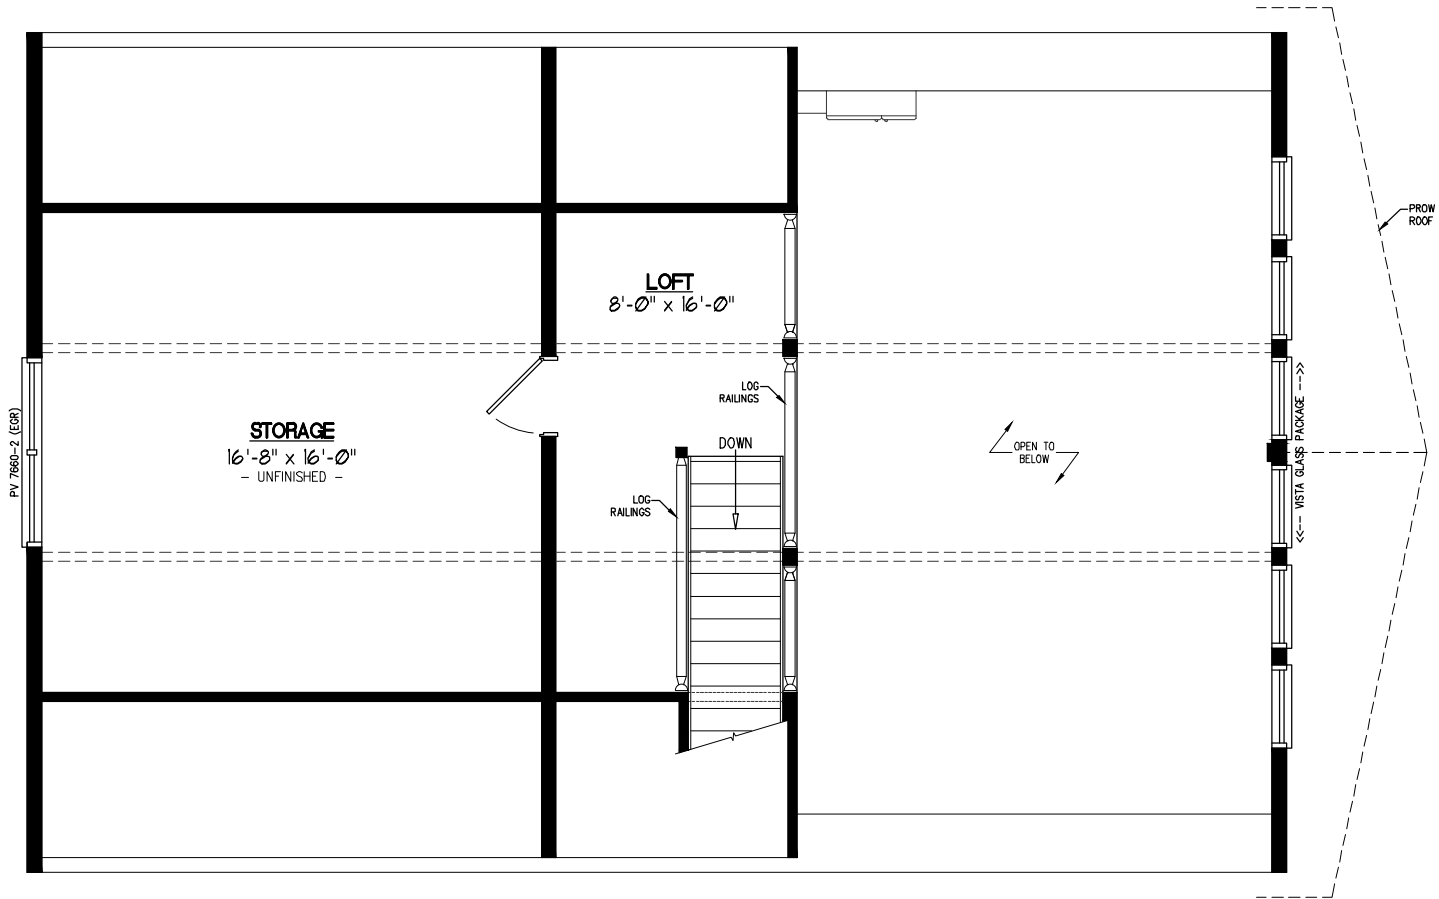 PROW
ROOF
LOFT
8'-0" x 16'-0"
LOG
RAILINGS
STORAGE
16'-8" x 16'-0"
- UNFINISHED -
DOWN
OPEN TO
BELOW
LOG
RAILINGS
PV 7660-2 (EGR)
<<-- VISTA GLASS PACKAGE -->>